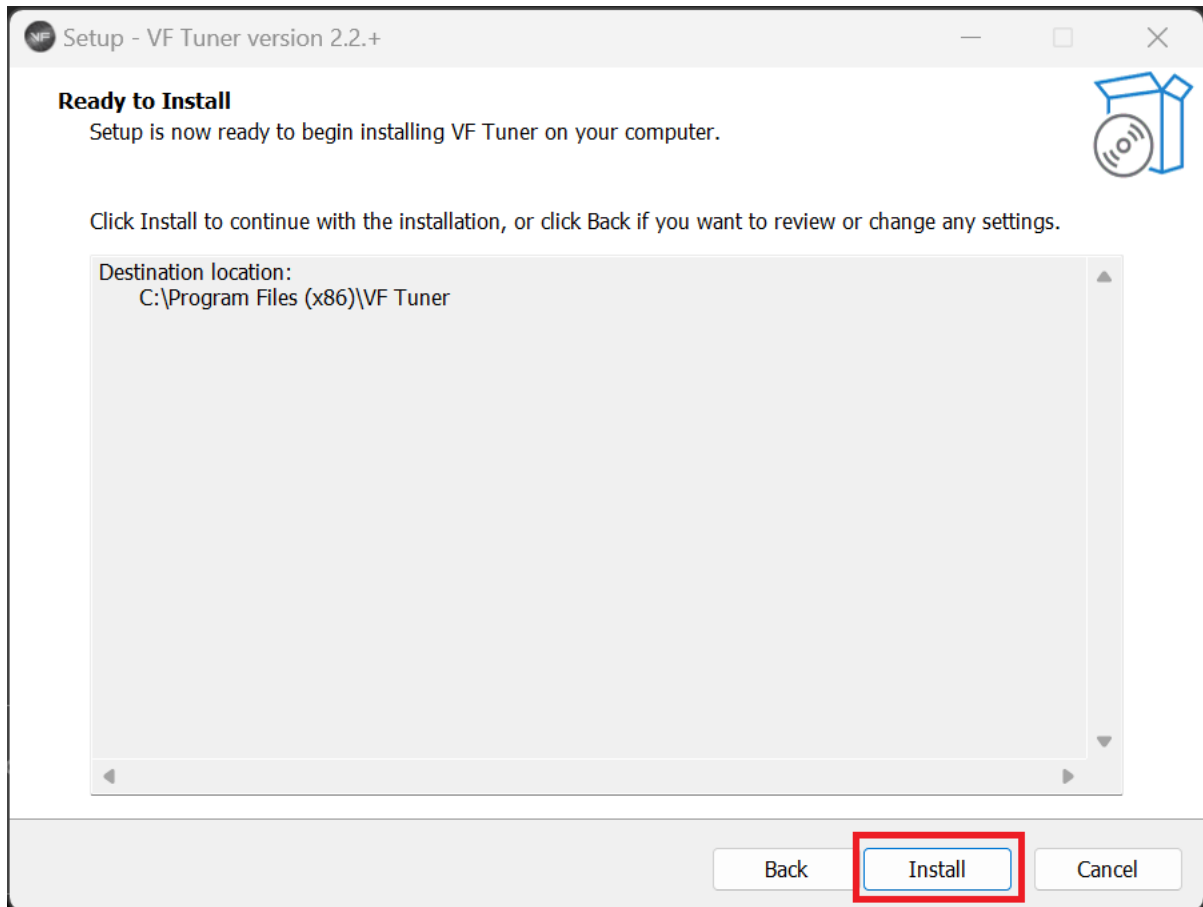 VF Setup - VF Tuner version 2.2.+
Ready to Install
Setup is now ready to begin installing VF Tuner on your computer.
Click Install to continue with the installation, or click Back if you want to review or change any settings.
Destination location:
C:\Program Files (x86)\VF Tuner
Back Install Cancel